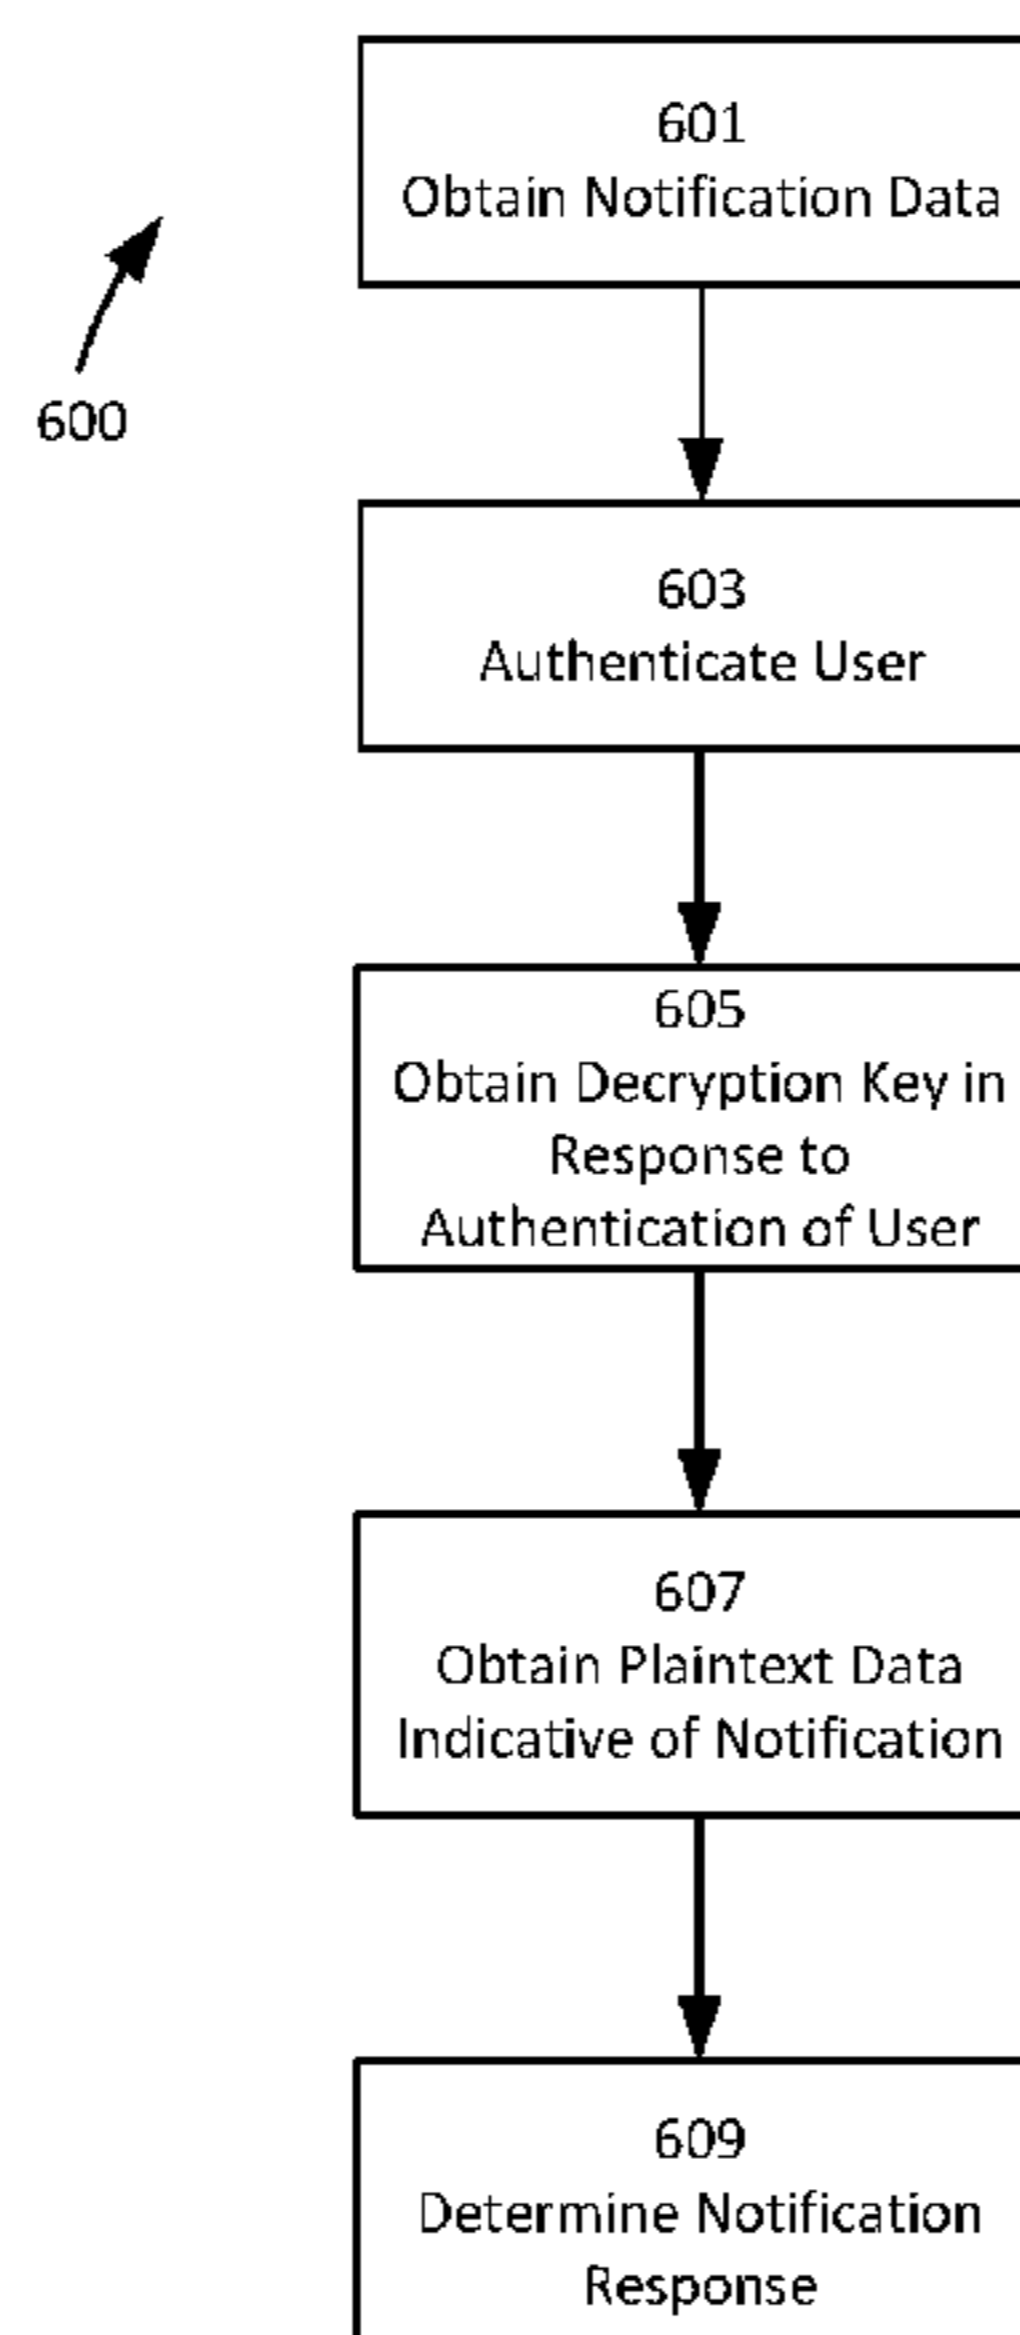 601
Obtain Notification Data
600
603
Authenticate User
605
Obtain Decryption Key in
Response to
Authentication of User
607
Obtain Plaintext Data
Indicative of Notification
609
Determine Notification
Response